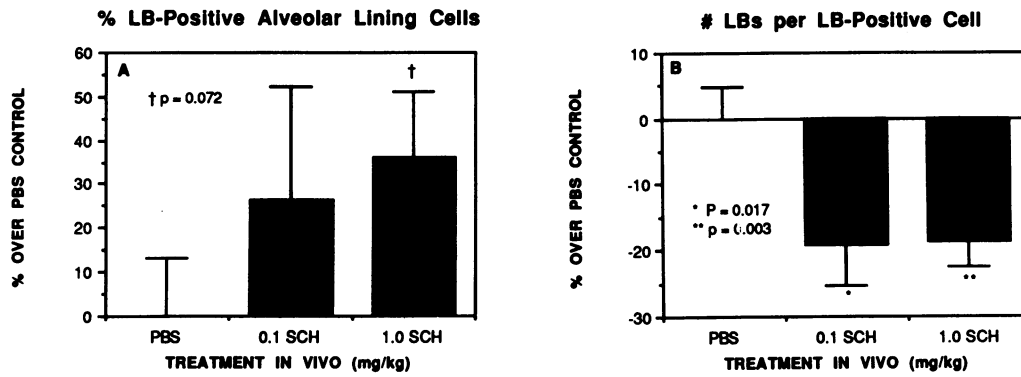 % LB-Positive Alveolar Lining Cells
A
† p = 0.072
†
% OVER PBS CONTROL
60
50
40
30
20
10
0
PBS 0.1 SCH 1.0 SCH
TREATMENT IN VIVO (mg/kg)
# LBs per LB-Positive Cell
B
% OVER PBS CONTROL
10
0
-10
-20
-30
* P = 0.017
** p = 0.003
*
**
PBS 0.1 SCH 1.0 SCH
TREATMENT IN VIVO (mg/kg)